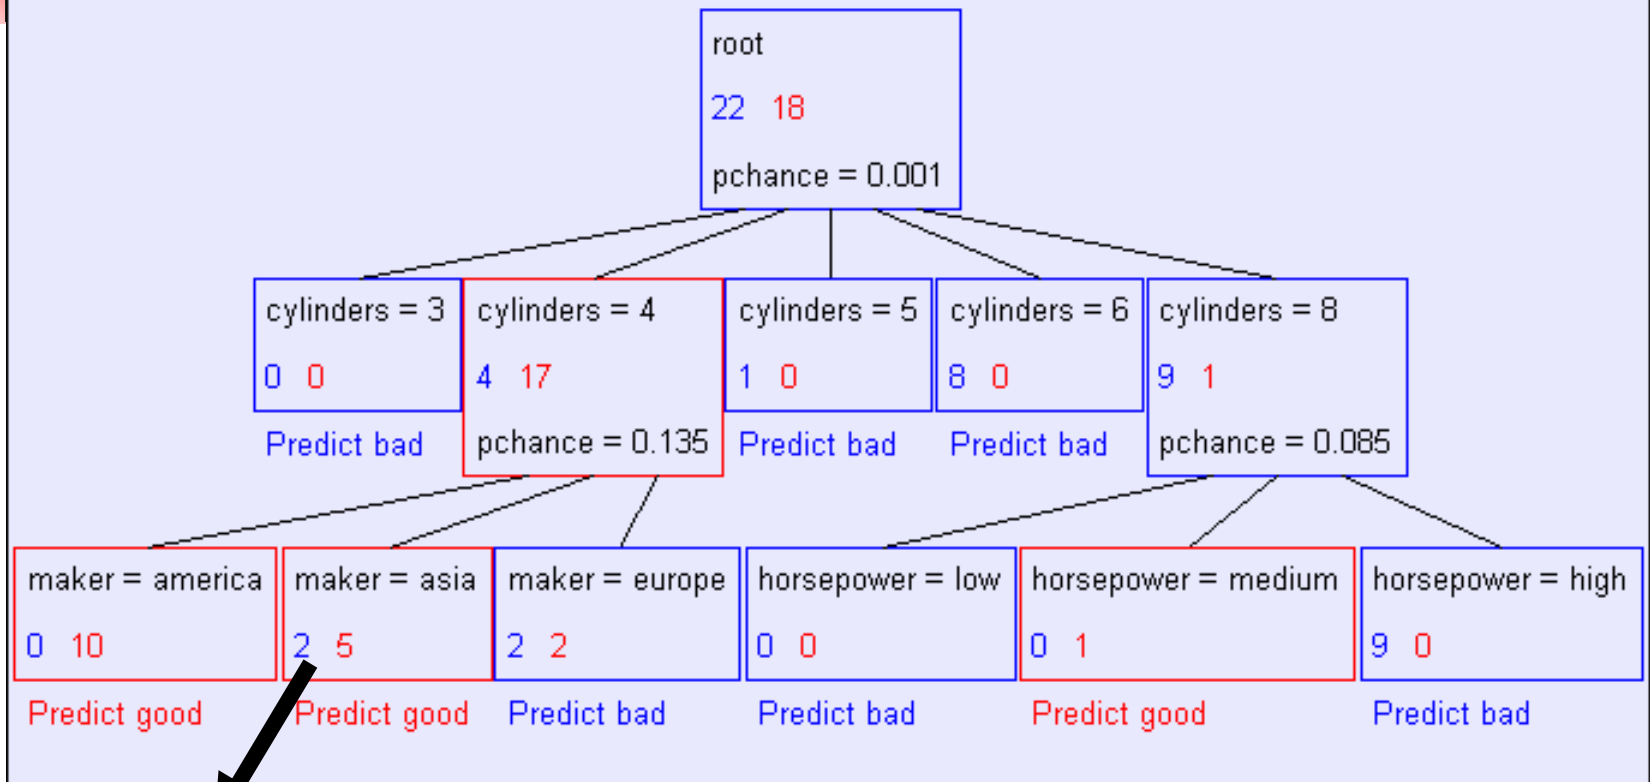 root
22 18
pchance = 0.001
cylinders = 3
0 0
Predict bad
cylinders = 4
4 17
pchance = 0.135
cylinders = 5
1 0
Predict bad
cylinders = 6
8 0
Predict bad
cylinders = 8
9 1
pchance = 0.085
maker = america
0 10
Predict good
maker = asia
2 5
Predict good
maker = europe
2 2
Predict bad
horsepower = low
0 0
Predict bad
horsepower = medium
0 1
Predict good
horsepower = high
9 0
Predict bad